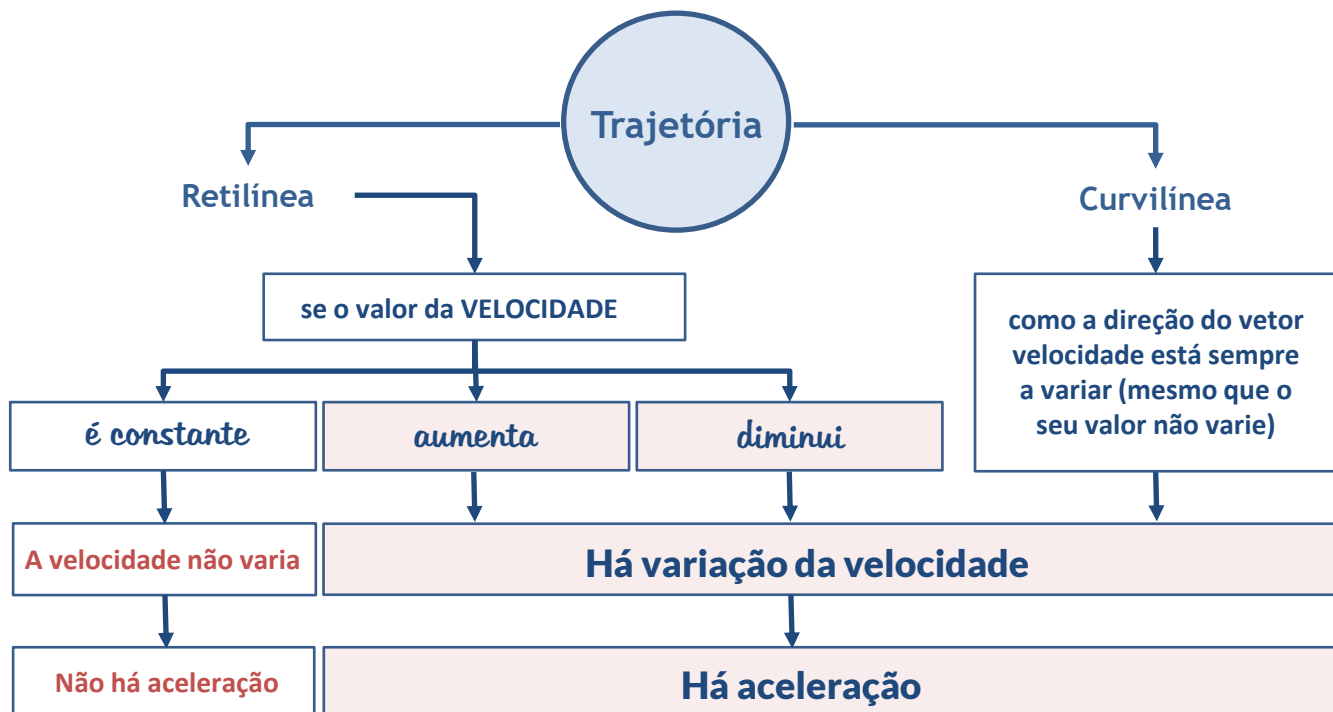 Trajetória
Retilínea
Curvilínea
se o valor da VELOCIDADE
como a direção do vetor
velocidade está sempre
a variar (mesmo que o
seu valor não varie)
é constante
aumenta
diminui
A velocidade não varia
Há variação da velocidade
Não há aceleração
Há aceleração